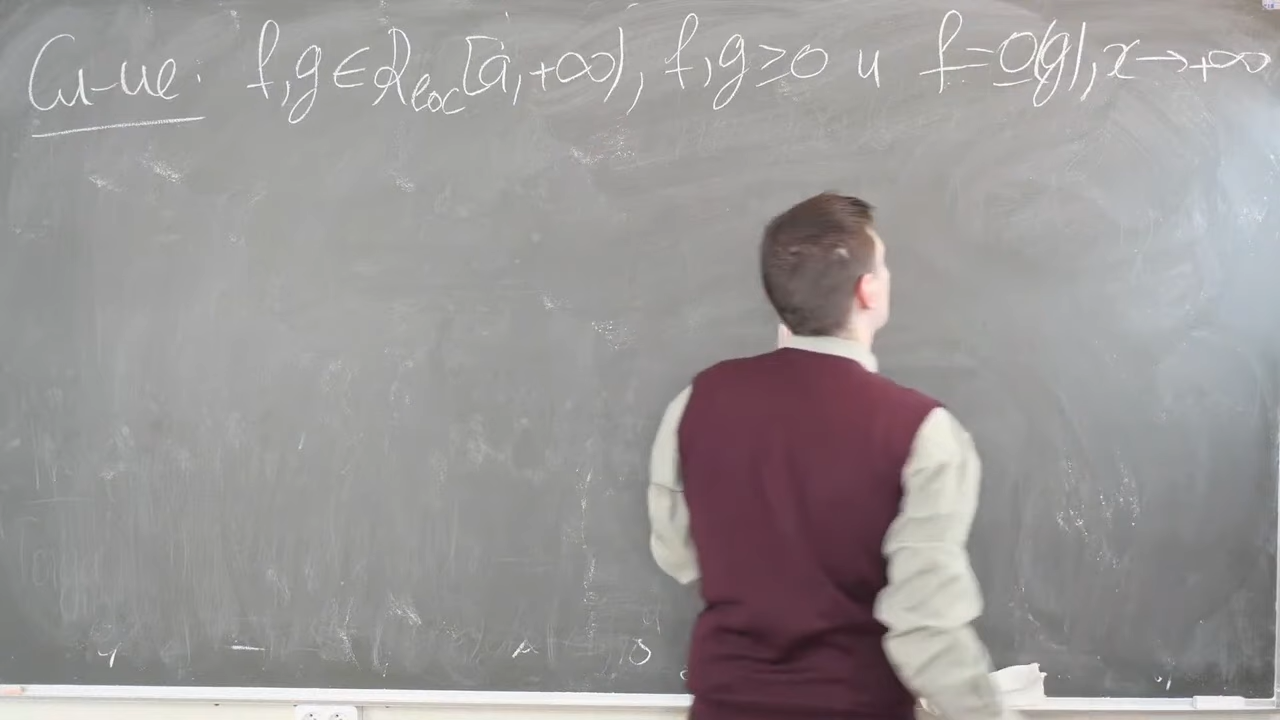 Сл-ие: f, g ∈ R_loc [a, +∞), f, g ≥ 0 и f = O(g), x → +∞